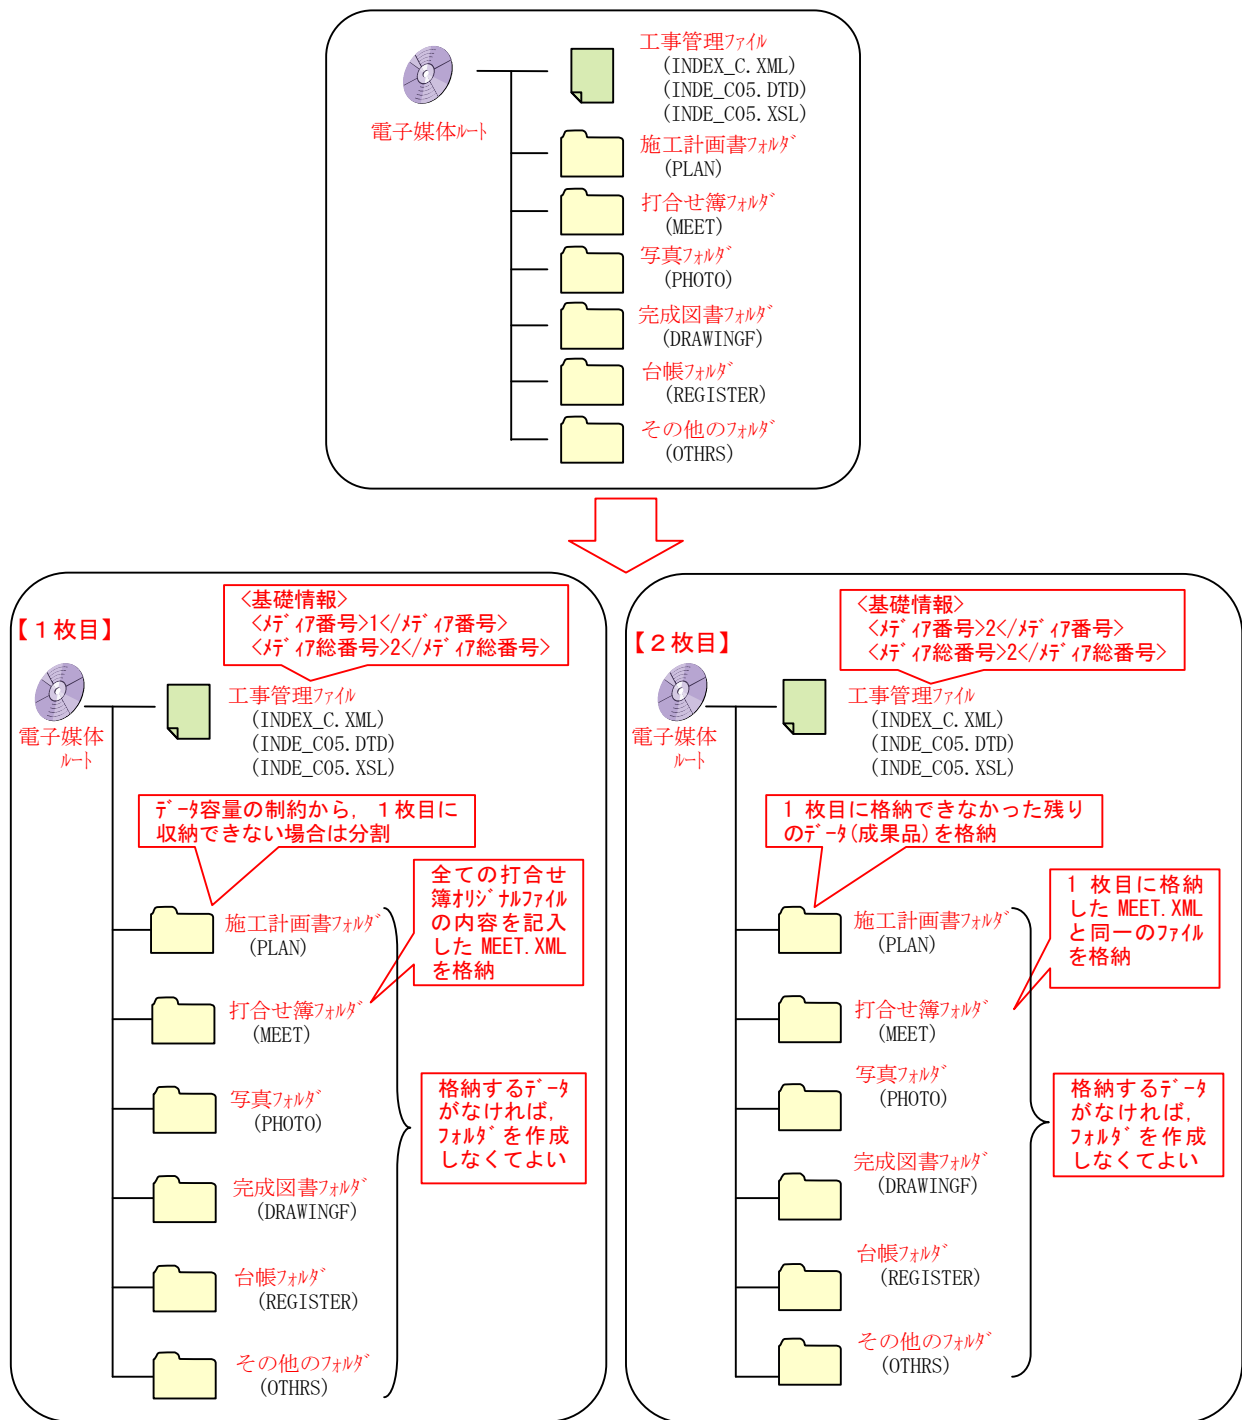 工事管理ﾌｧｲﾙ
(INDEX_C.XML)
(INDE_C05.DTD)
(INDE_C05.XSL)
電子媒体ﾙｰﾄ
施工計画書ﾌｫﾙﾀﾞ
(PLAN)
打合せ簿ﾌｫﾙﾀﾞ
(MEET)
写真ﾌｫﾙﾀﾞ
(PHOTO)
完成図書ﾌｫﾙﾀﾞ
(DRAWINGF)
台帳ﾌｫﾙﾀﾞ
(REGISTER)
その他のﾌｫﾙﾀﾞ
(OTHRS)
【１枚目】
<基礎情報>
<ﾒﾃﾞｨｱ番号>1</ﾒﾃﾞｨｱ番号>
<ﾒﾃﾞｨｱ総番号>2</ﾒﾃﾞｨｱ総番号>
電子媒体
ﾙｰﾄ
工事管理ﾌｧｲﾙ
(INDEX_C.XML)
(INDE_C05.DTD)
(INDE_C05.XSL)
ﾃﾞｰﾀ容量の制約から，１枚目に
収納できない場合は分割
全ての打合せ
簿ｵﾘｼﾞﾅﾙﾌｧｲﾙ
の内容を記入
した MEET.XML
を格納
施工計画書ﾌｫﾙﾀﾞ
(PLAN)
打合せ簿ﾌｫﾙﾀﾞ
(MEET)
写真ﾌｫﾙﾀﾞ
(PHOTO)
格納するﾃﾞｰﾀ
がなければ，
ﾌｫﾙﾀﾞを作成
しなくてよい
完成図書ﾌｫﾙﾀﾞ
(DRAWINGF)
台帳ﾌｫﾙﾀﾞ
(REGISTER)
その他のﾌｫﾙﾀﾞ
(OTHRS)
【２枚目】
<基礎情報>
<ﾒﾃﾞｨｱ番号>2</ﾒﾃﾞｨｱ番号>
<ﾒﾃﾞｨｱ総番号>2</ﾒﾃﾞｨｱ総番号>
電子媒体
ﾙｰﾄ
工事管理ﾌｧｲﾙ
(INDEX_C.XML)
(INDE_C05.DTD)
(INDE_C05.XSL)
1 枚目に格納できなかった残り
のﾃﾞｰﾀ(成果品)を格納
1 枚目に格納
した MEET.XML
と同一のﾌｧｲﾙ
を格納
施工計画書ﾌｫﾙﾀﾞ
(PLAN)
打合せ簿ﾌｫﾙﾀﾞ
(MEET)
写真ﾌｫﾙﾀﾞ
(PHOTO)
格納するﾃﾞｰﾀ
がなければ，
ﾌｫﾙﾀﾞを作成
しなくてよい
完成図書ﾌｫﾙﾀﾞ
(DRAWINGF)
台帳ﾌｫﾙﾀﾞ
(REGISTER)
その他のﾌｫﾙﾀﾞ
(OTHRS)